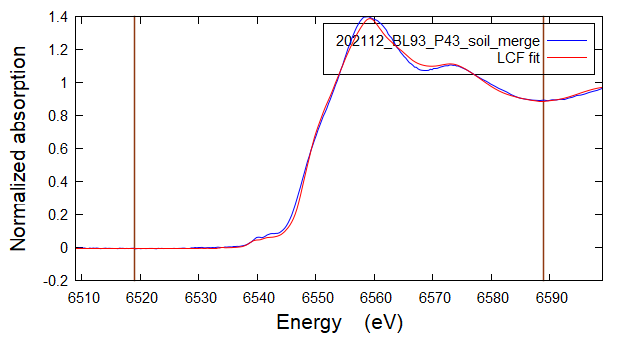 1.4
1.2
1
0.8
0.6
0.4
0.2
0
-0.2
Normalized absorption
202112_BL93_P43_soil_merge
LCF fit
6510 6520 6530 6540 6550 6560 6570 6580 6590
Energy (eV)